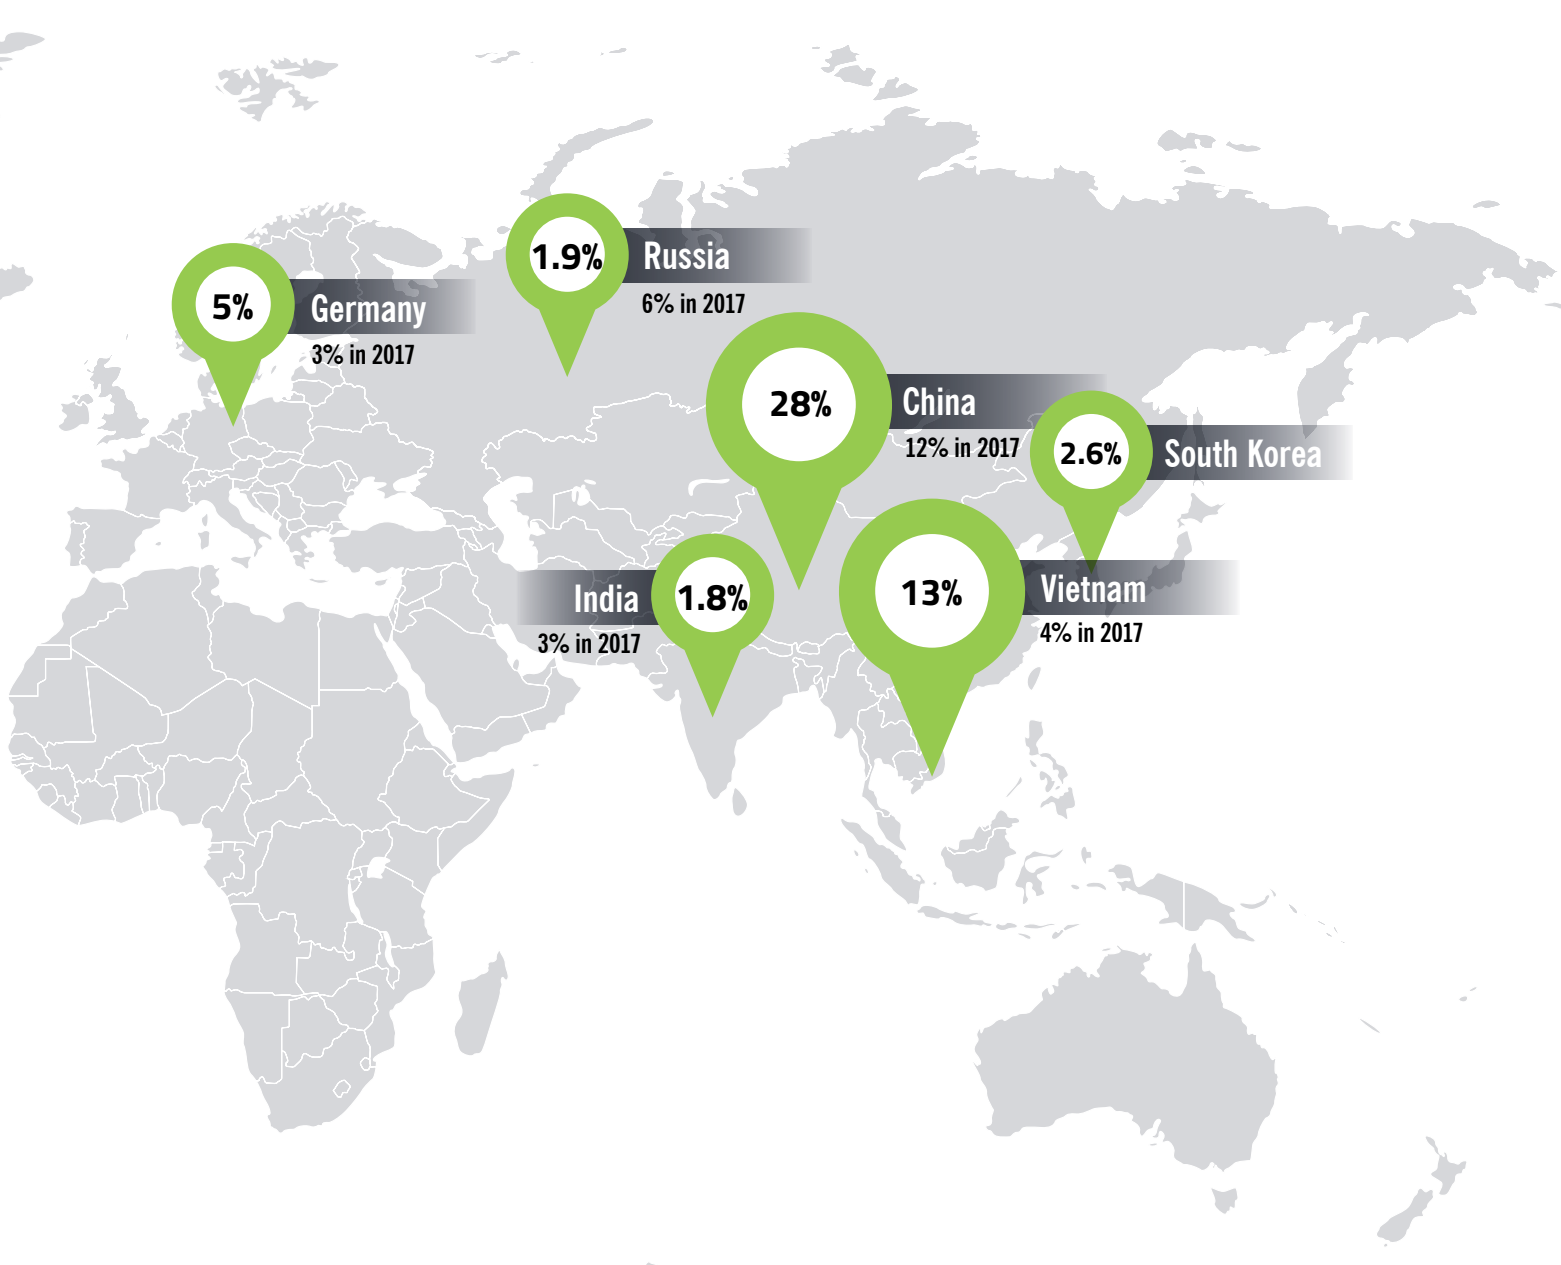 1.9%
Russia
6% in 2017
5%
Germany
3% in 2017
28%
China
12% in 2017
2.6%
South Korea
India
1.8%
3% in 2017
13%
Vietnam
4% in 2017